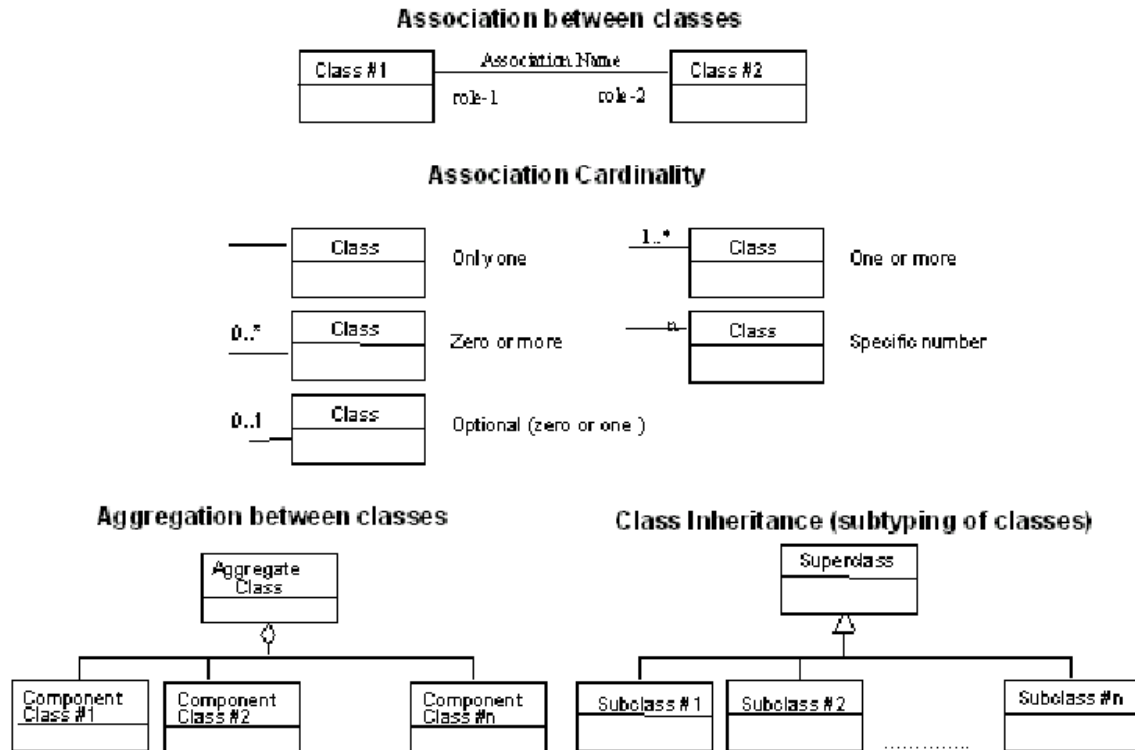 Association between classes
Class #1
Association Name
Class #2
role-1
role-2
Association Cardinality
Class
Only one
1..*
Class
One or more
0..*
Class
Zero or more
n
Class
Specific number
0..1
Class
Optional (zero or one )
Aggregation between classes
Class Inheritance (subtyping of classes)
Aggregate
Class
Superclass
Component
Class #1
Component
Class #2
Component
Class #n
Subclass #1
Subclass #2
..............
Subclass #n